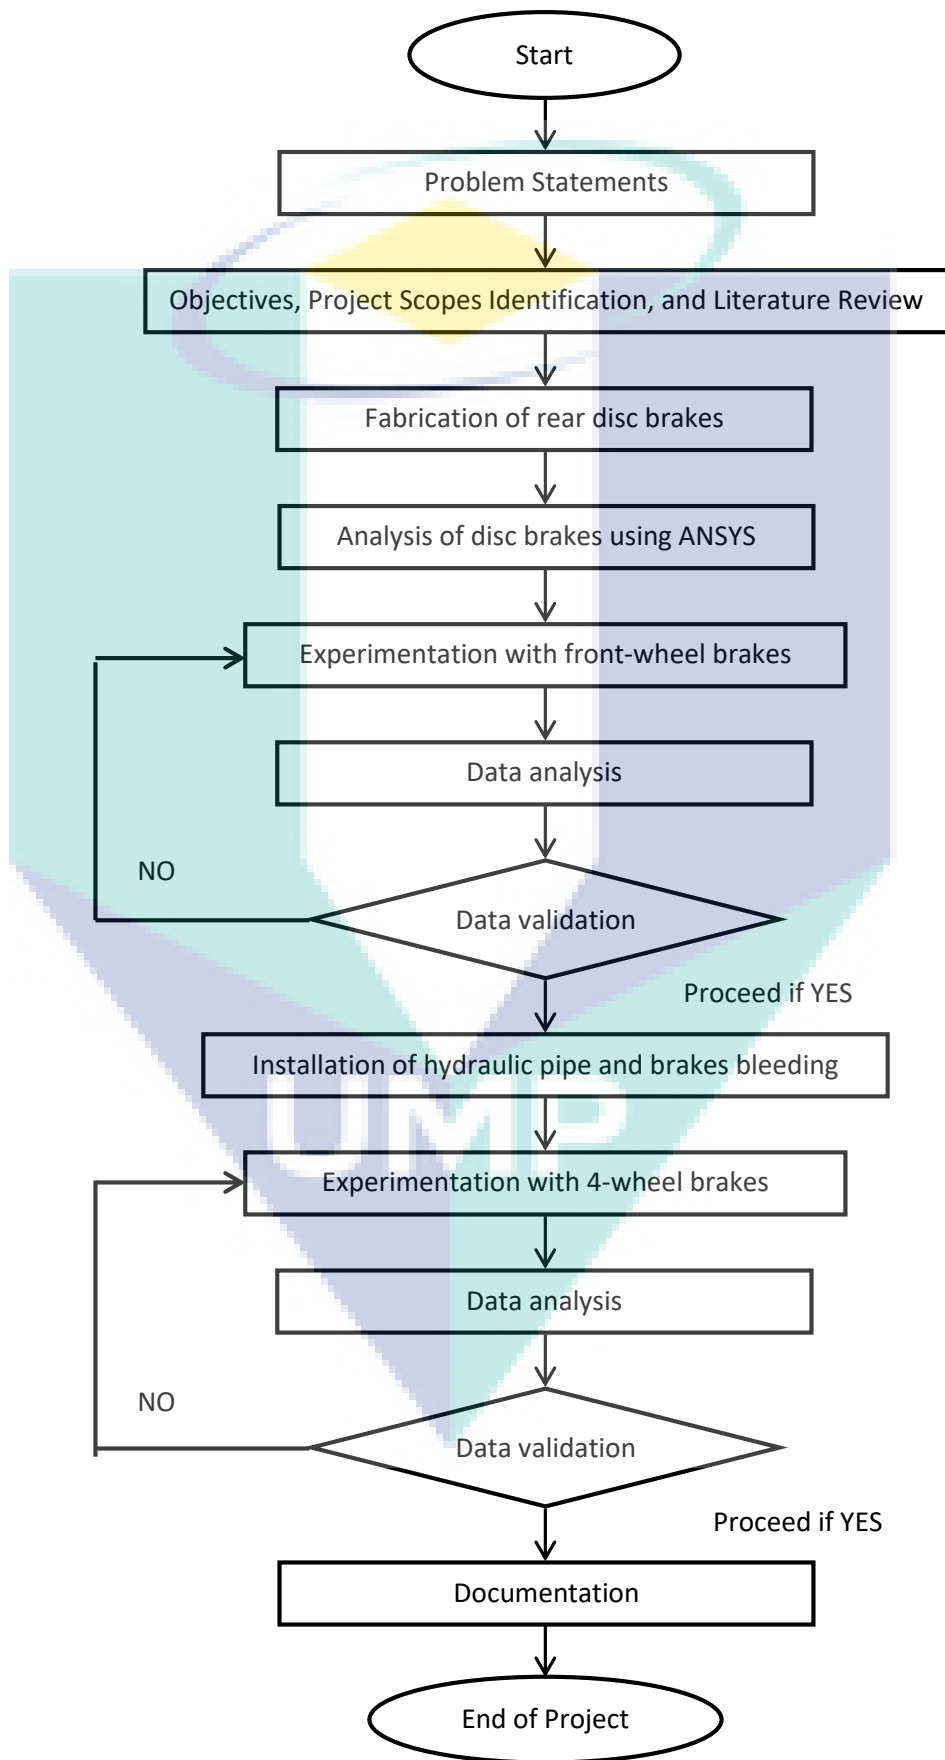 Start
Problem Statements
Objectives, Project Scopes Identification, and Literature Review
Fabrication of rear disc brakes
Analysis of disc brakes using ANSYS
Experimentation with front-wheel brakes
Data analysis
NO
Data validation
Proceed if YES
Installation of hydraulic pipe and brakes bleeding
UMP
Experimentation with 4-wheel brakes
Data analysis
NO
Data validation
Proceed if YES
Documentation
End of Project